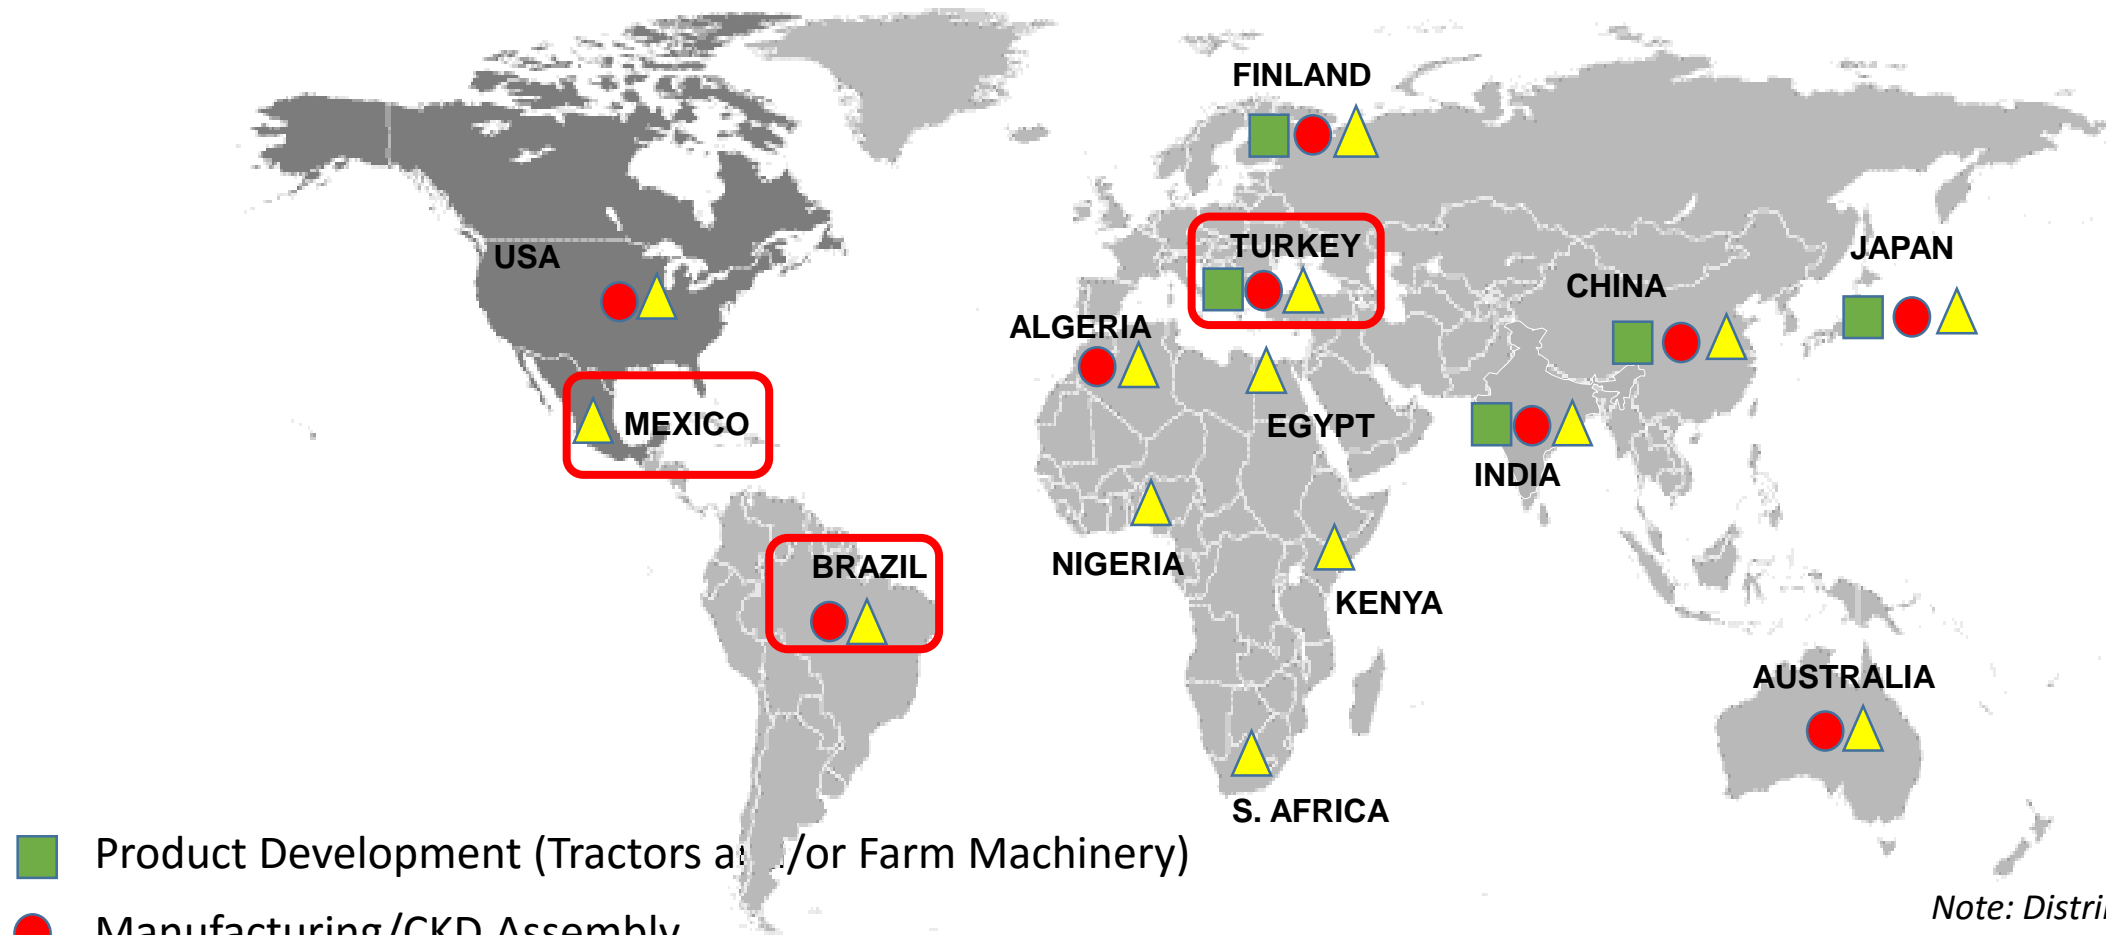 FINLAND
USA
TURKEY
JAPAN
CHINA
ALGERIA
MEXICO
EGYPT
INDIA
BRAZIL
NIGERIA
KENYA
AUSTRALIA
S. AFRICA
Product Development (Tractors /or Farm Machinery)
Manufacturing/CKD Assembly
Note: